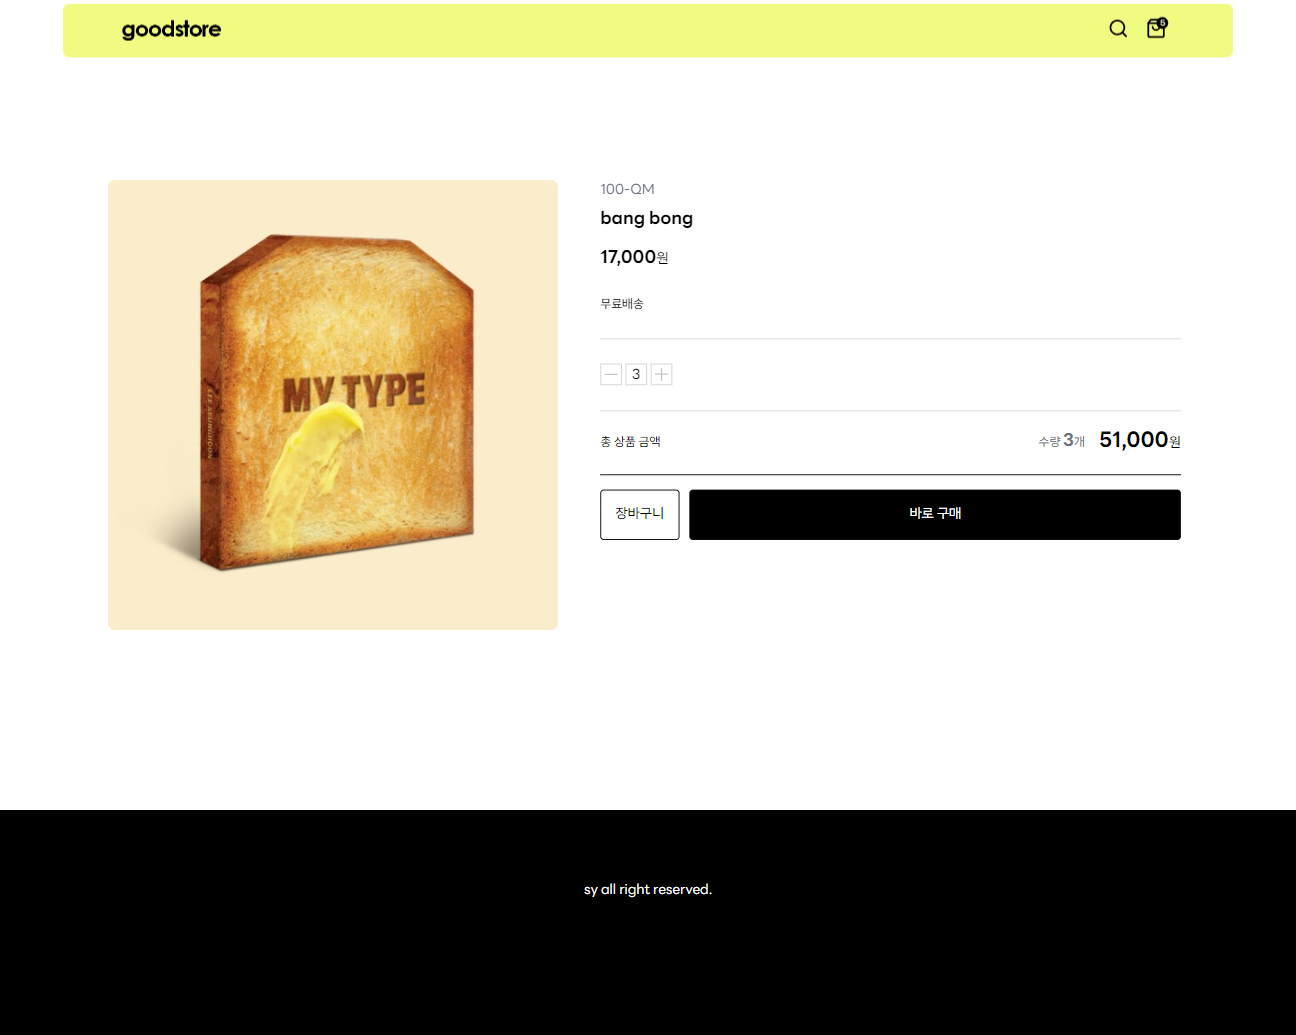 goodstore
5
100-QM
bang bong
17,000원
무료배송
MY TYPE
3
총 상품 금액
수량 3개 51,000원
장바구니
바로 구매
sy all right reserved.